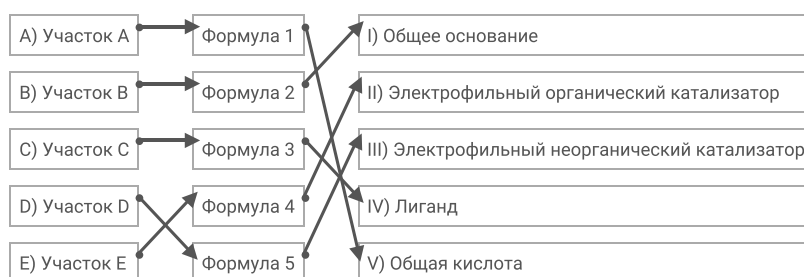 A) Участок A Формула 1 I) Общее основание
B) Участок B Формула 2 II) Электрофильный органический катализатор
C) Участок C Формула 3 III) Электрофильный неорганический катализатор
D) Участок D Формула 4 IV) Лиганд
E) Участок E Формула 5 V) Общая кислота